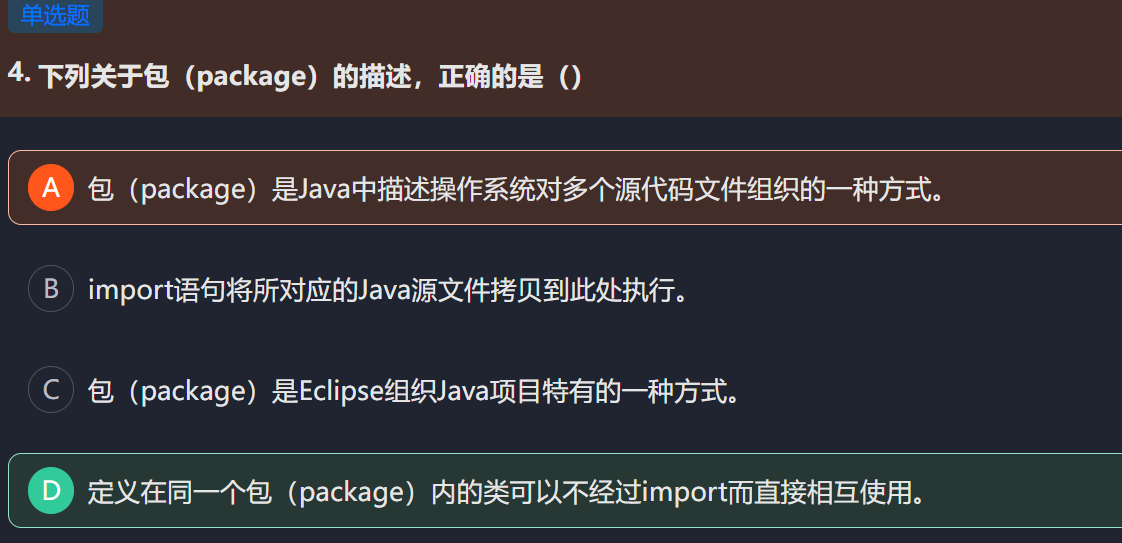 单选题
4. 下列关于包（package）的描述，正确的是（）
A 包（package）是Java中描述操作系统对多个源代码文件组织的一种方式。
B import语句将所对应的Java源文件拷贝到此处执行。
C 包（package）是Eclipse组织Java项目特有的一种方式。
D 定义在同一个包（package）内的类可以不经过import而直接相互使用。